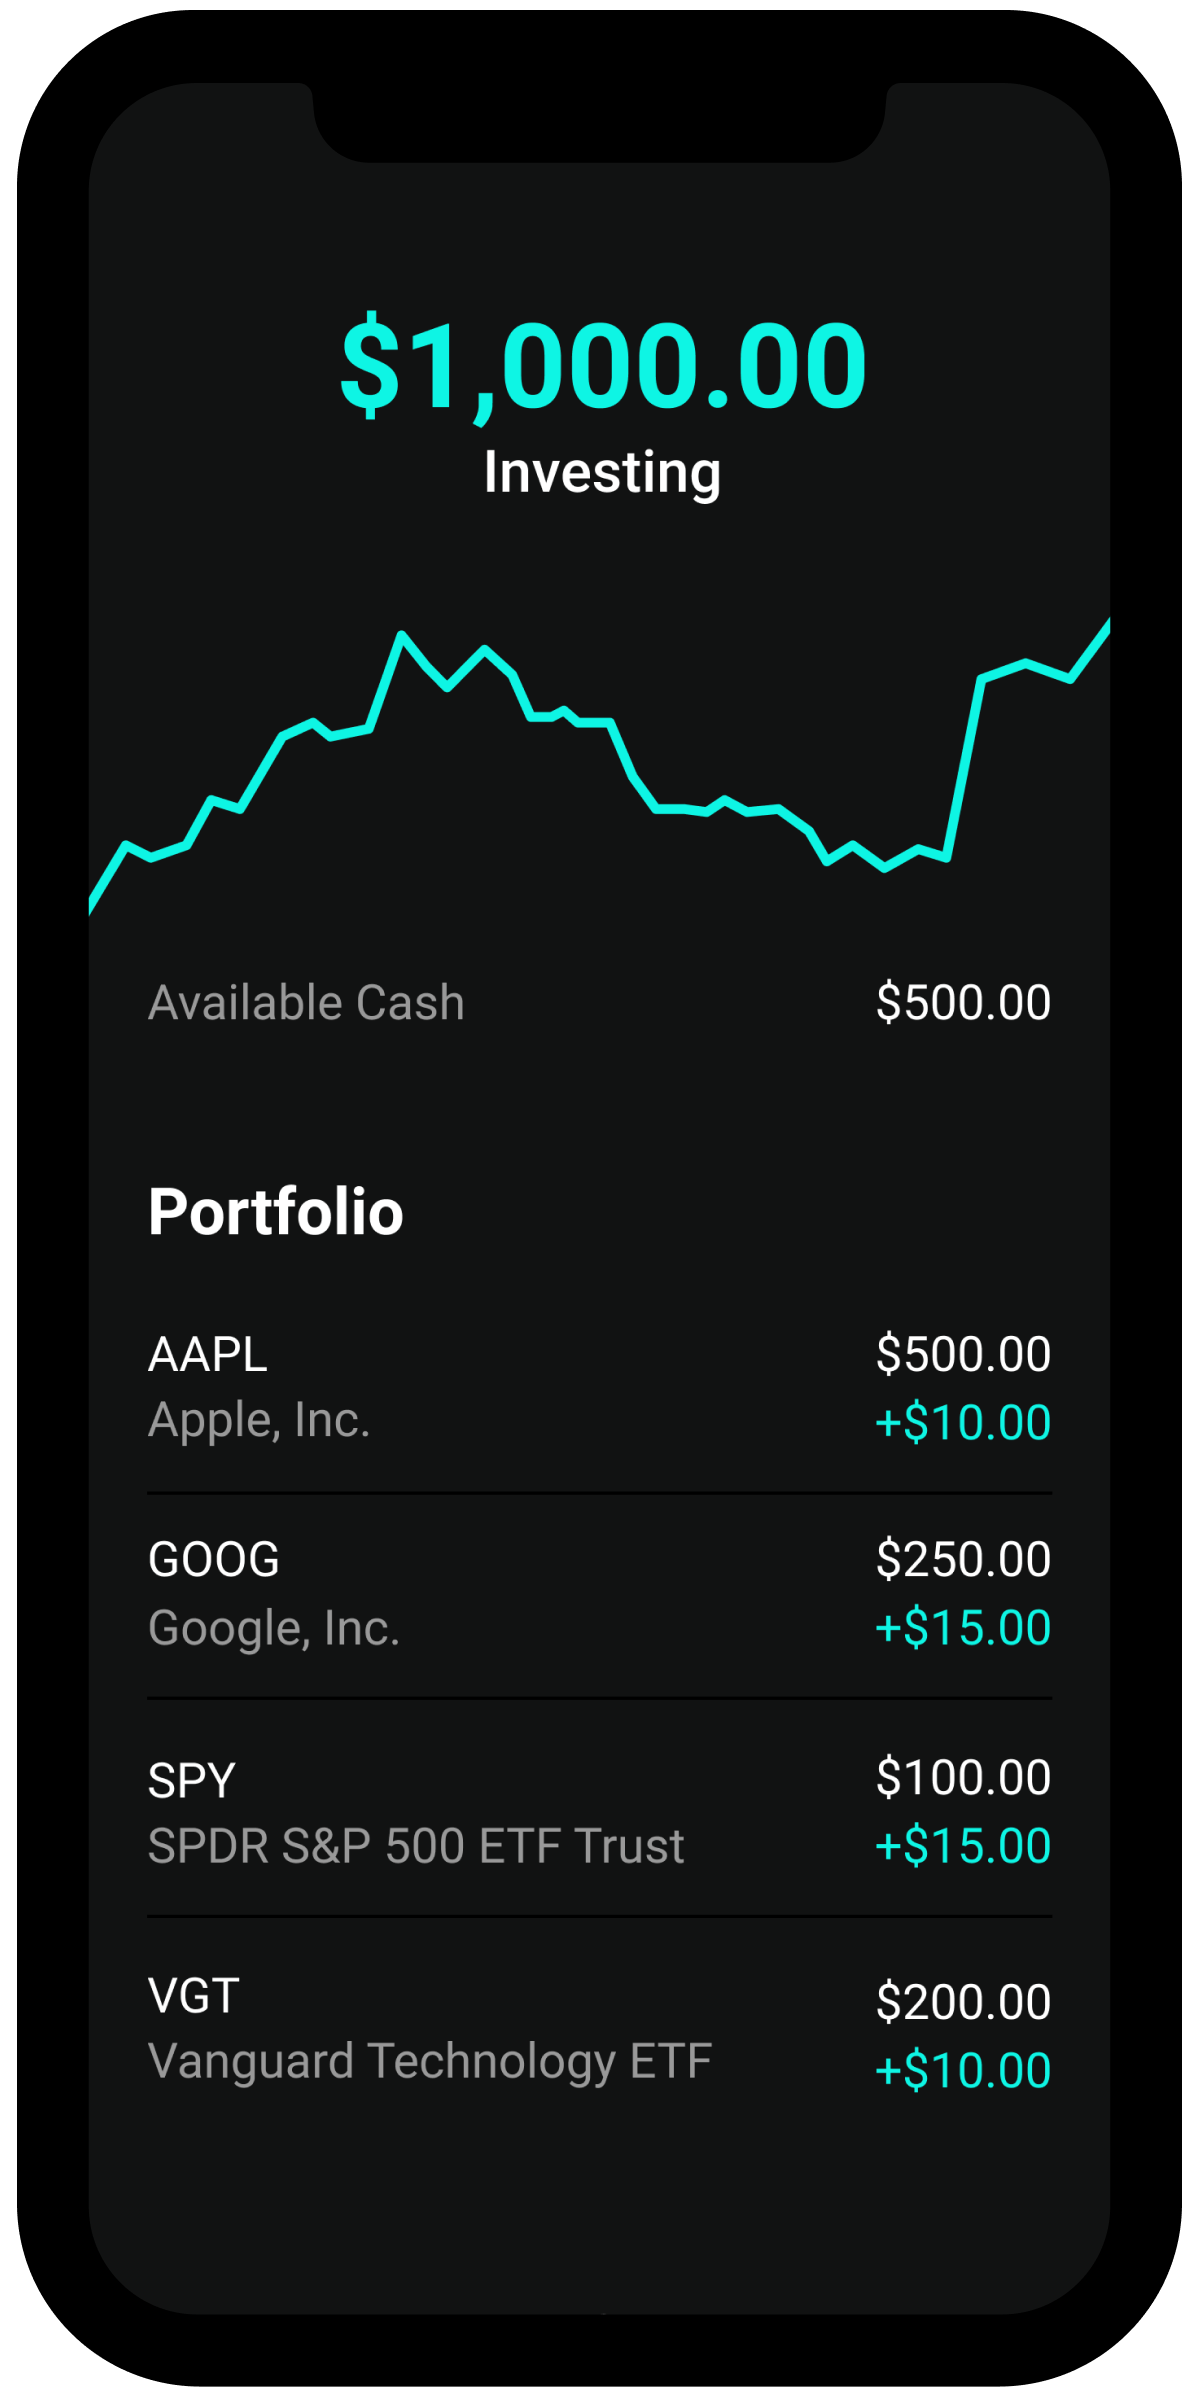 $1,000.00
Investing
Available Cash $500.00
Portfolio
AAPL $500.00
Apple, Inc. +$10.00
GOOG $250.00
Google, Inc. +$15.00
SPY $100.00
SPDR S&P 500 ETF Trust +$15.00
VGT $200.00
Vanguard Technology ETF +$10.00